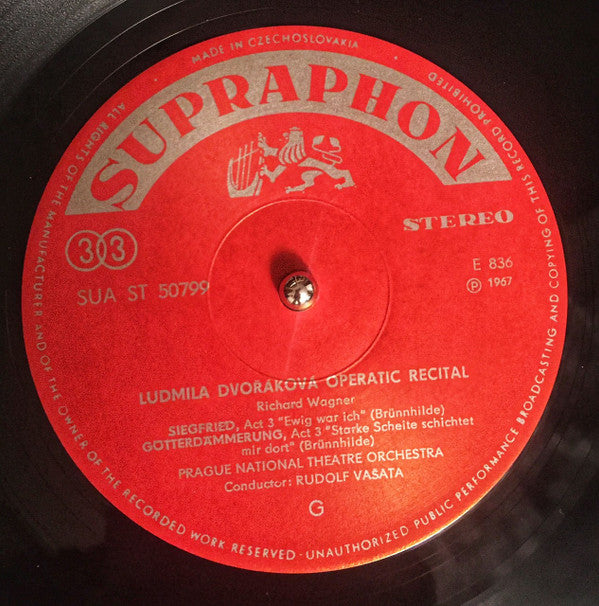 MADE IN CZECHOSLOVAKIA
SUPRAPHON
STEREO
33
SUA ST 50799
E 836
Ⓟ 1967
LUDMILA DVOŘÁKOVÁ OPERATIC RECITAL
Richard Wagner
SIEGFRIED, Act 3 "Ewig war ich" (Brünnhilde)
GÖTTERDÄMMERUNG, Act 3 "Starke Scheite schichtet
mir dort" (Brünnhilde)
PRAGUE NATIONAL THEATRE ORCHESTRA
Conductor: RUDOLF VAŠATA
G
ALL RIGHTS OF THE MANUFACTURER AND OF THE OWNER OF THE RECORDED WORK RESERVED · UNAUTHORIZED PUBLIC PERFORMANCE BROADCASTING AND COPYING OF THIS RECORD PROHIBITED